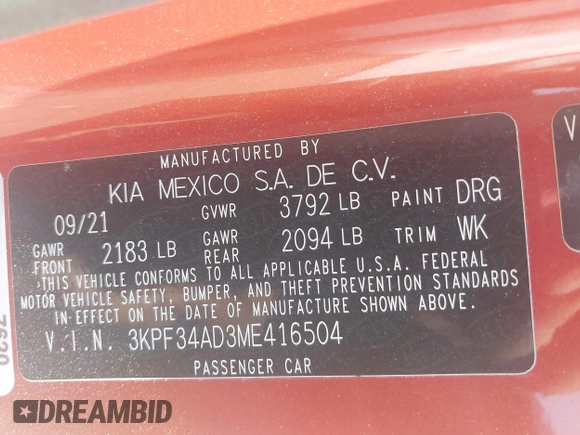 MANUFACTURED BY
KIA MEXICO S.A. DE C.V.
09/21 GVWR 3792 LB PAINT DRG
GAWR FRONT 2183 LB GAWR REAR 2094 LB TRIM WK
THIS VEHICLE CONFORMS TO ALL APPLICABLE U.S.A. FEDERAL
MOTOR VEHICLE SAFETY, BUMPER, AND THEFT PREVENTION STANDARDS
IN EFFECT ON THE DATE OF MANUFACTURE SHOWN ABOVE.
V.I.N. 3KPF34AD3ME416504
PASSENGER CAR
V
DREAMBID